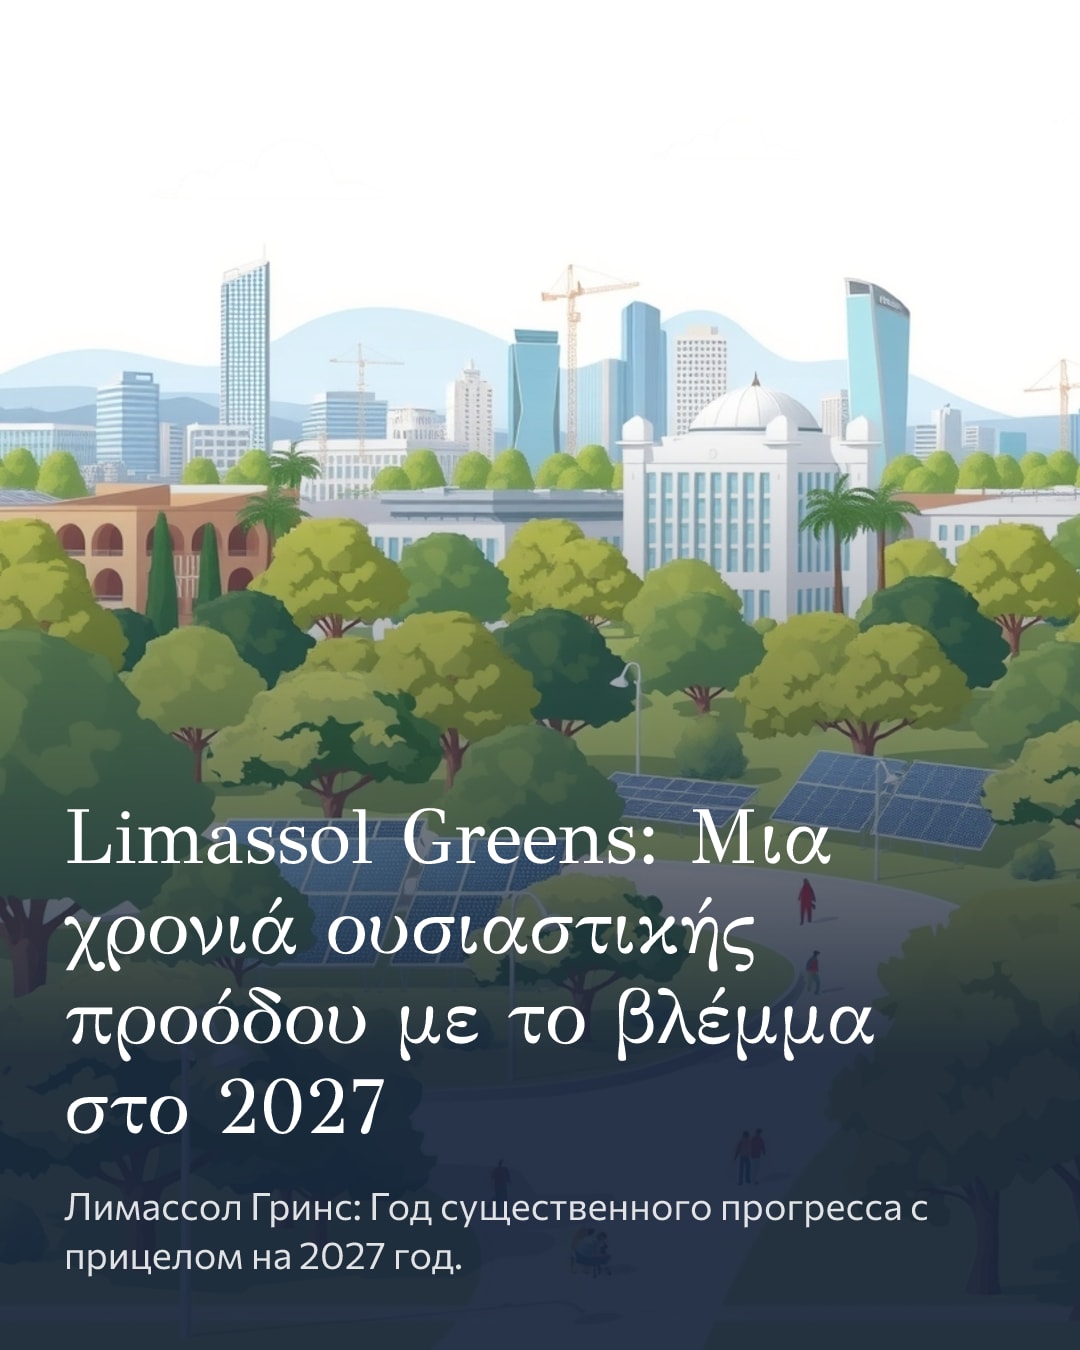 Limassol Greens: Μια
χρονιά ουσιαστικής
προόδου με το βλέμμα
στο 2027
Лимассол Гринс: Год существенного прогресса с
прицелом на 2027 год.